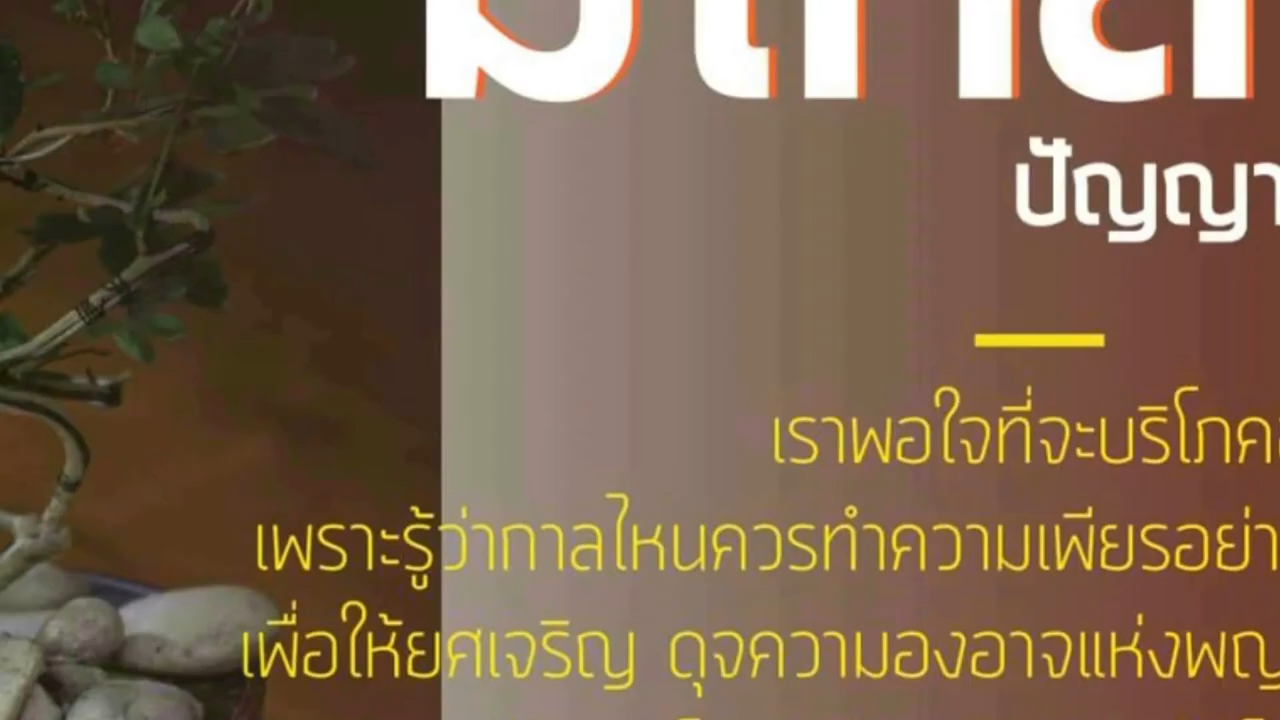 ปัญญา
เราพอใจที่จะบริโภค
เพราะรู้ว่ากาลไหนควรทำความเพียรอย่า
เพื่อให้ยศเจริญ ดุจความองอาจแห่งพญ